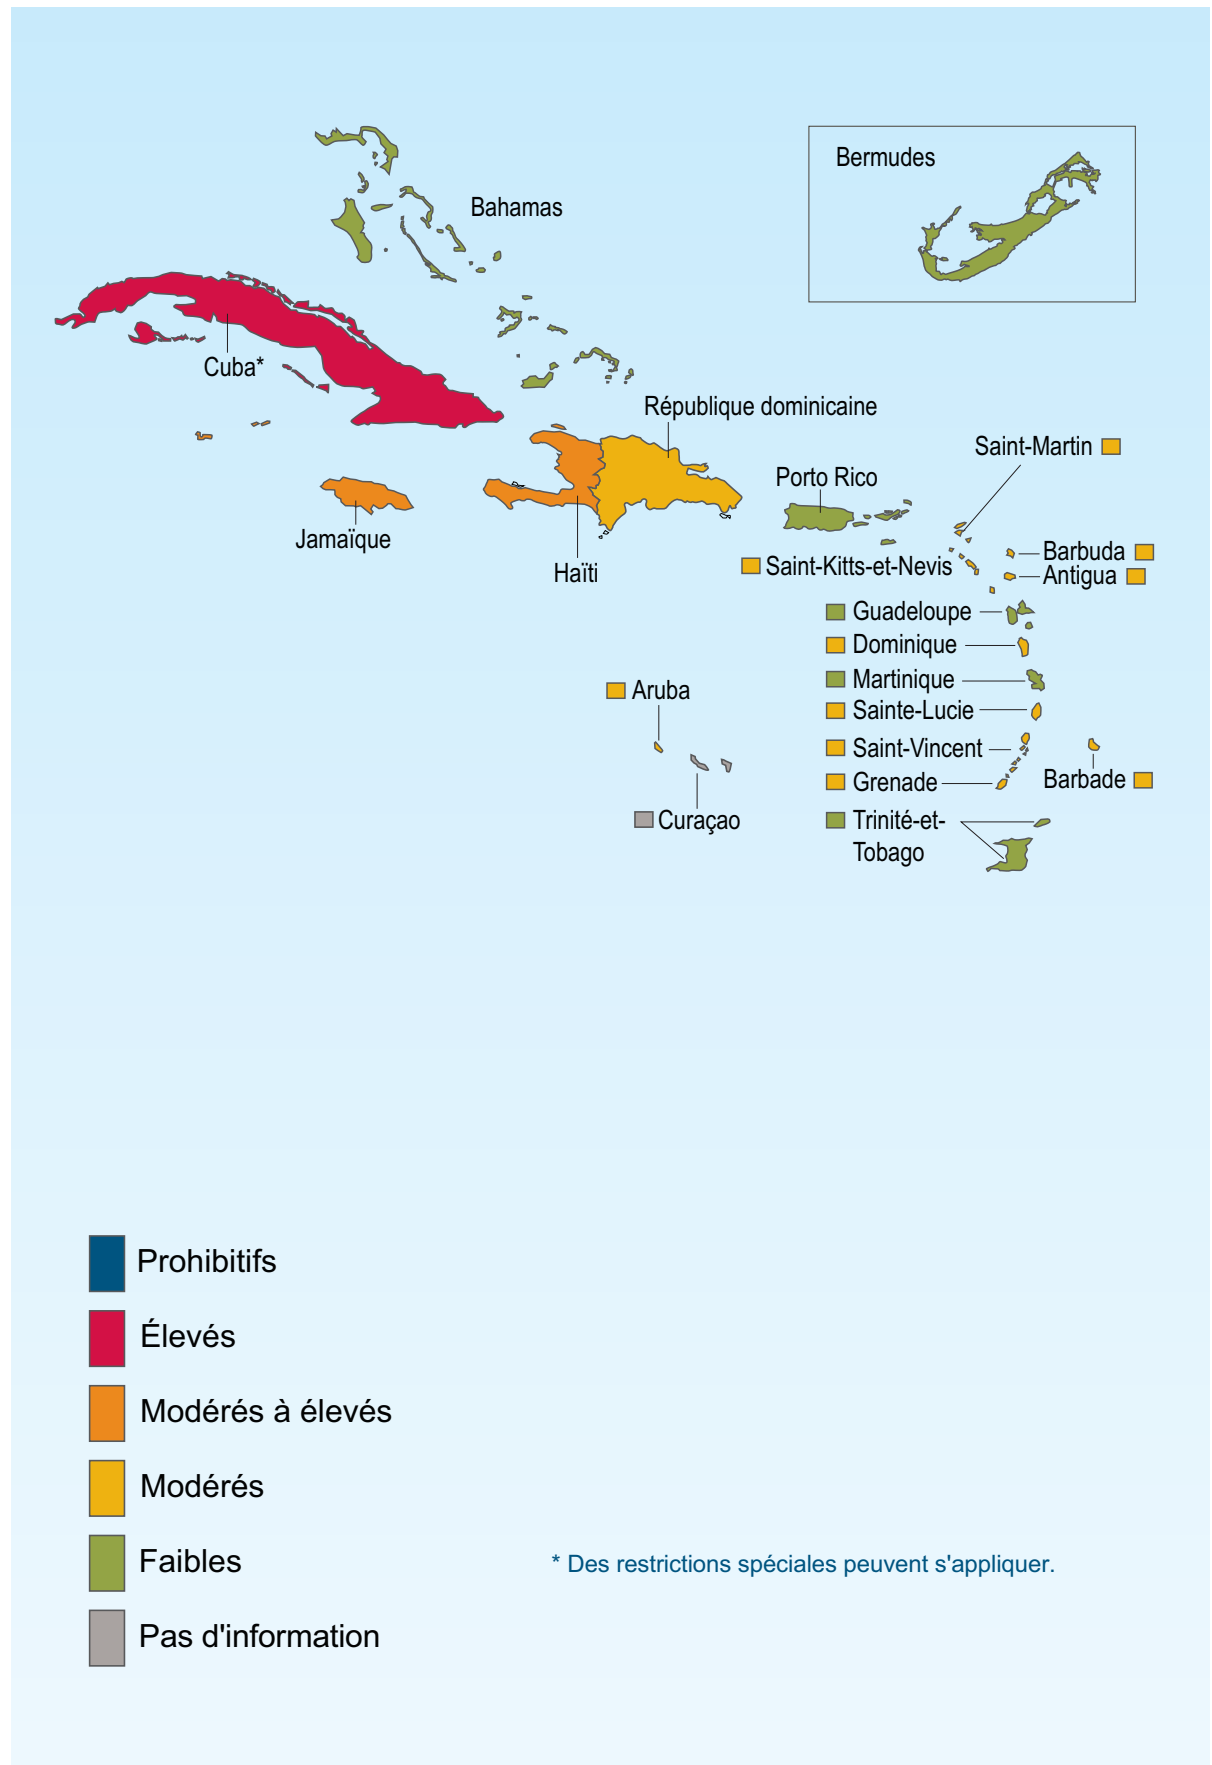 Bermudes
Bahamas
Cuba*
République dominicaine
Saint-Martin
Porto Rico
Jamaïque
Haïti
Saint-Kitts-et-Nevis
Barbuda
Antigua
Guadeloupe
Dominique
Martinique
Aruba
Sainte-Lucie
Saint-Vincent
Grenade
Barbade
Curaçao
Trinité-et-
Tobago
Prohibitifs
Élevés
Modérés à élevés
Modérés
Faibles
* Des restrictions spéciales peuvent s'appliquer.
Pas d'information